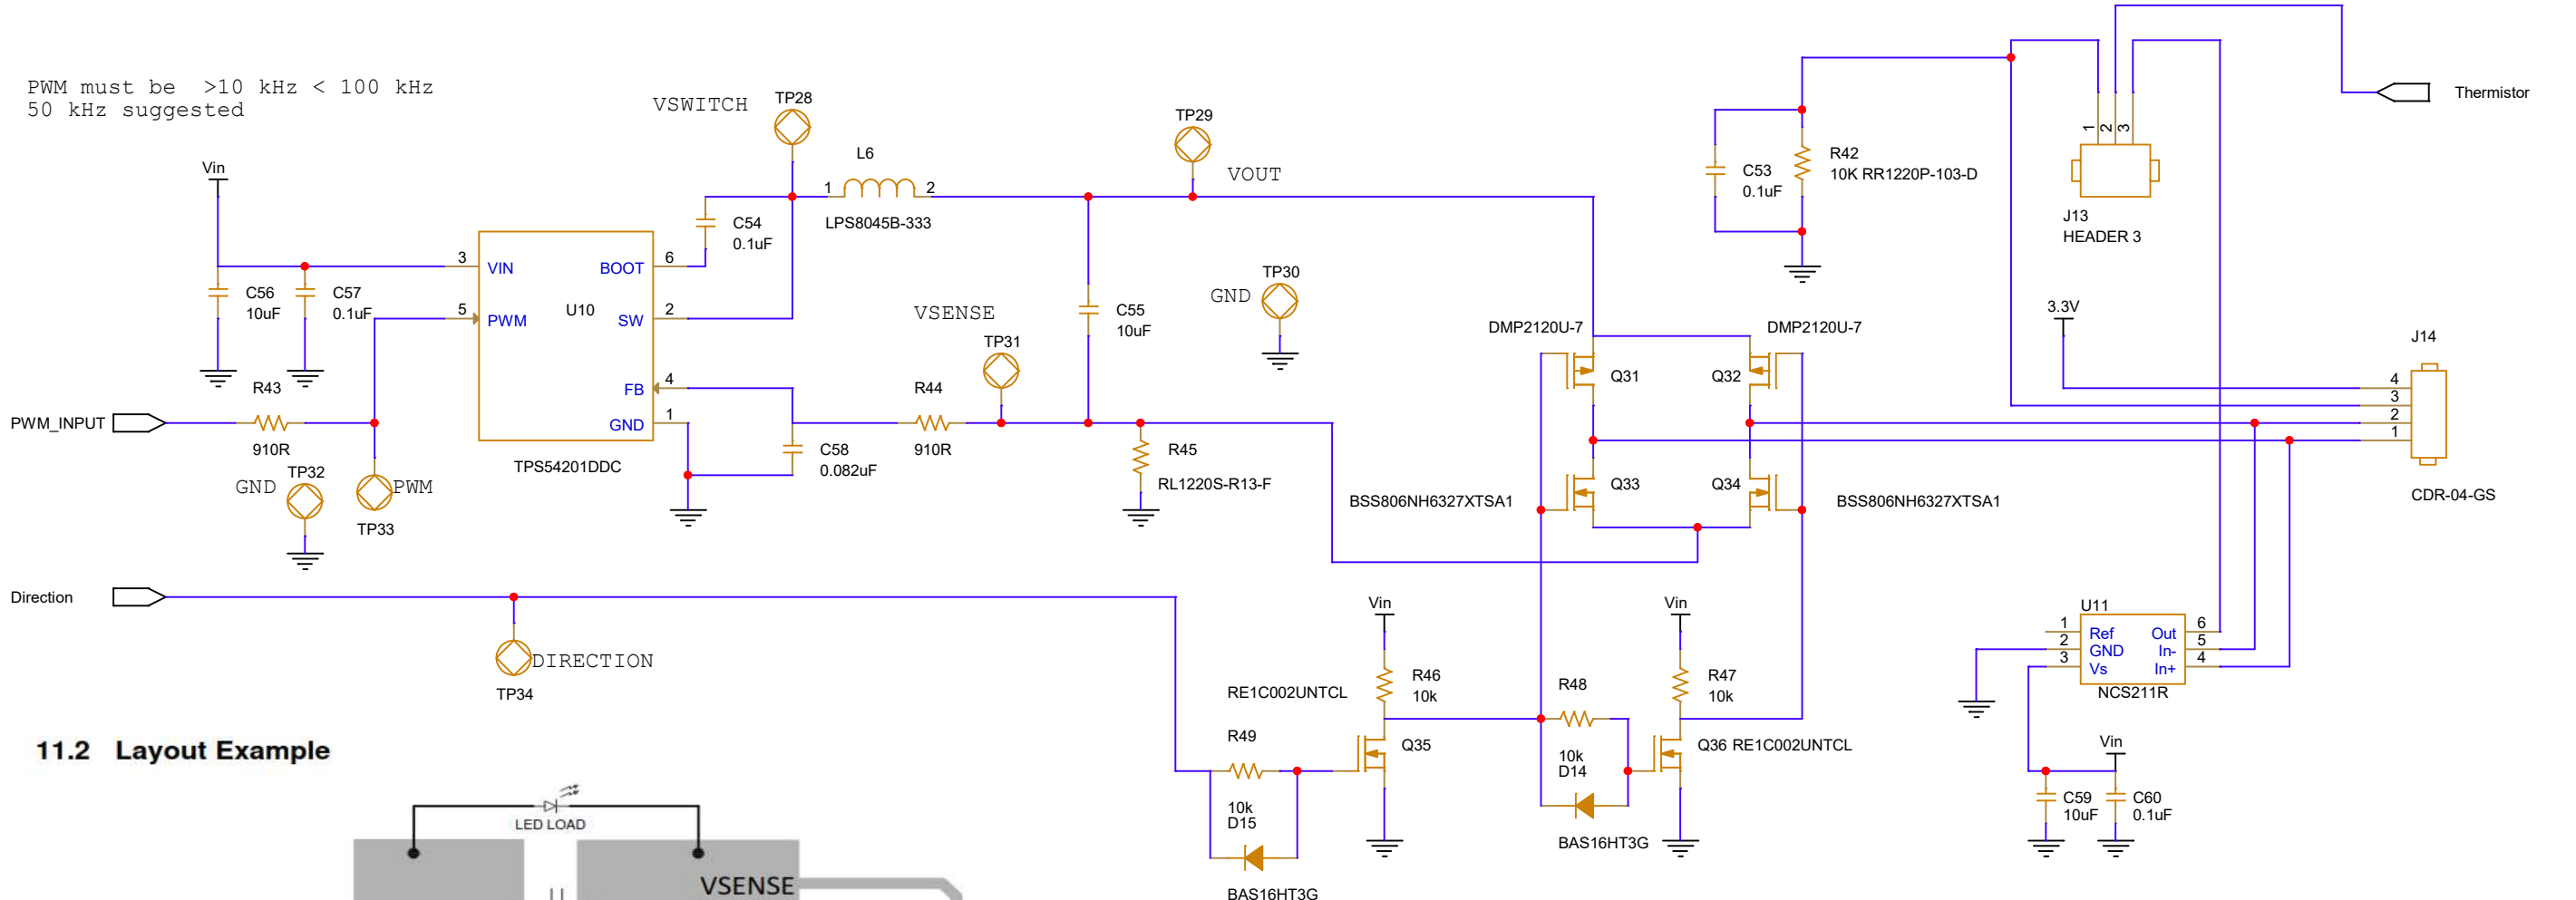 PWM must be  >10 kHz < 100 kHz
50 kHz suggested
VSWITCH
TP28
TP29
VOUT
L6
1
2
LPS8045B-333
Vin
C54
0.1uF
3
VIN
BOOT
6
C56
10uF
C57
0.1uF
5
PWM
U10
SW
2
FB
4
GND
1
TPS54201DDC
VSENSE
TP31
R44
910R
C58
0.082uF
C55
10uF
R45
RL1220S-R13-F
GND
TP30
R43
910R
PWM_INPUT
GND
TP32
PWM
TP33
Direction
DIRECTION
TP34
C53
0.1uF
R42
10K RR1220P-103-D
1
2
3
J13
HEADER 3
Thermistor
3.3V
J14
4
3
2
1
CDR-04-GS
DMP2120U-7
DMP2120U-7
Q31
Q32
Q33
Q34
BSS806NH6327XTSA1
BSS806NH6327XTSA1
Vin
R46
10k
RE1C002UNTCL
Q35
R49
10k
D15
BAS16HT3G
R48
10k
D14
BAS16HT3G
Vin
R47
10k
Q36 RE1C002UNTCL
U11
1
Ref
Out
6
2
GND
In-
5
3
Vs
In+
4
NCS211R
Vin
C59
10uF
C60
0.1uF
11.2 Layout Example
LED LOAD
VSENSE